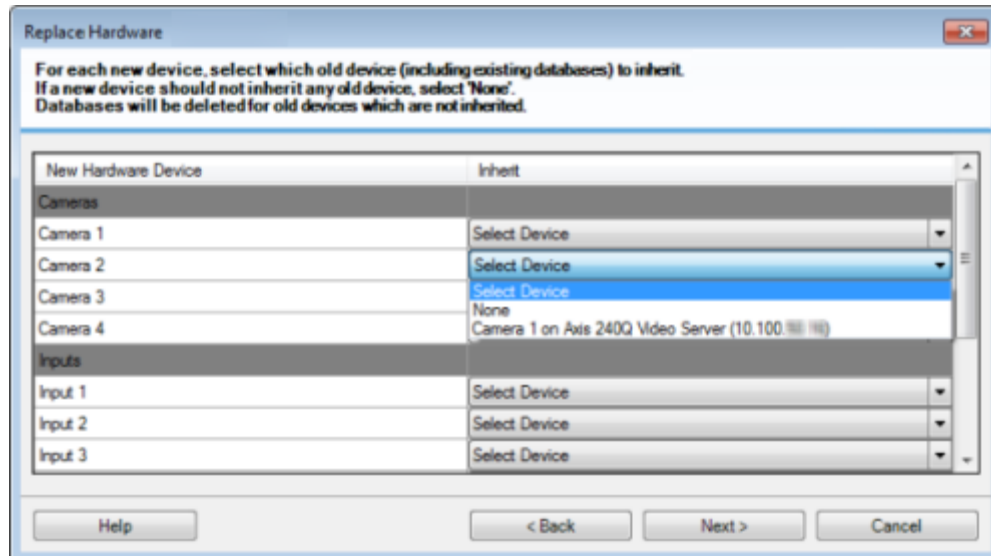 Replace Hardware
For each new device, select which old device (including existing databases) to inherit.
If a new device should not inherit any old device, select 'None'.
Databases will be deleted for old devices which are not inherited.
New Hardware Device Inherit
Cameras
Camera 1 Select Device
Camera 2 Select Device
Camera 3 Select Device
None
Camera 4 Camera 1 on Axis 240Q Video Server (10.100.
Inputs
Input 1 Select Device
Input 2 Select Device
Input 3 Select Device
Help < Back Next > Cancel